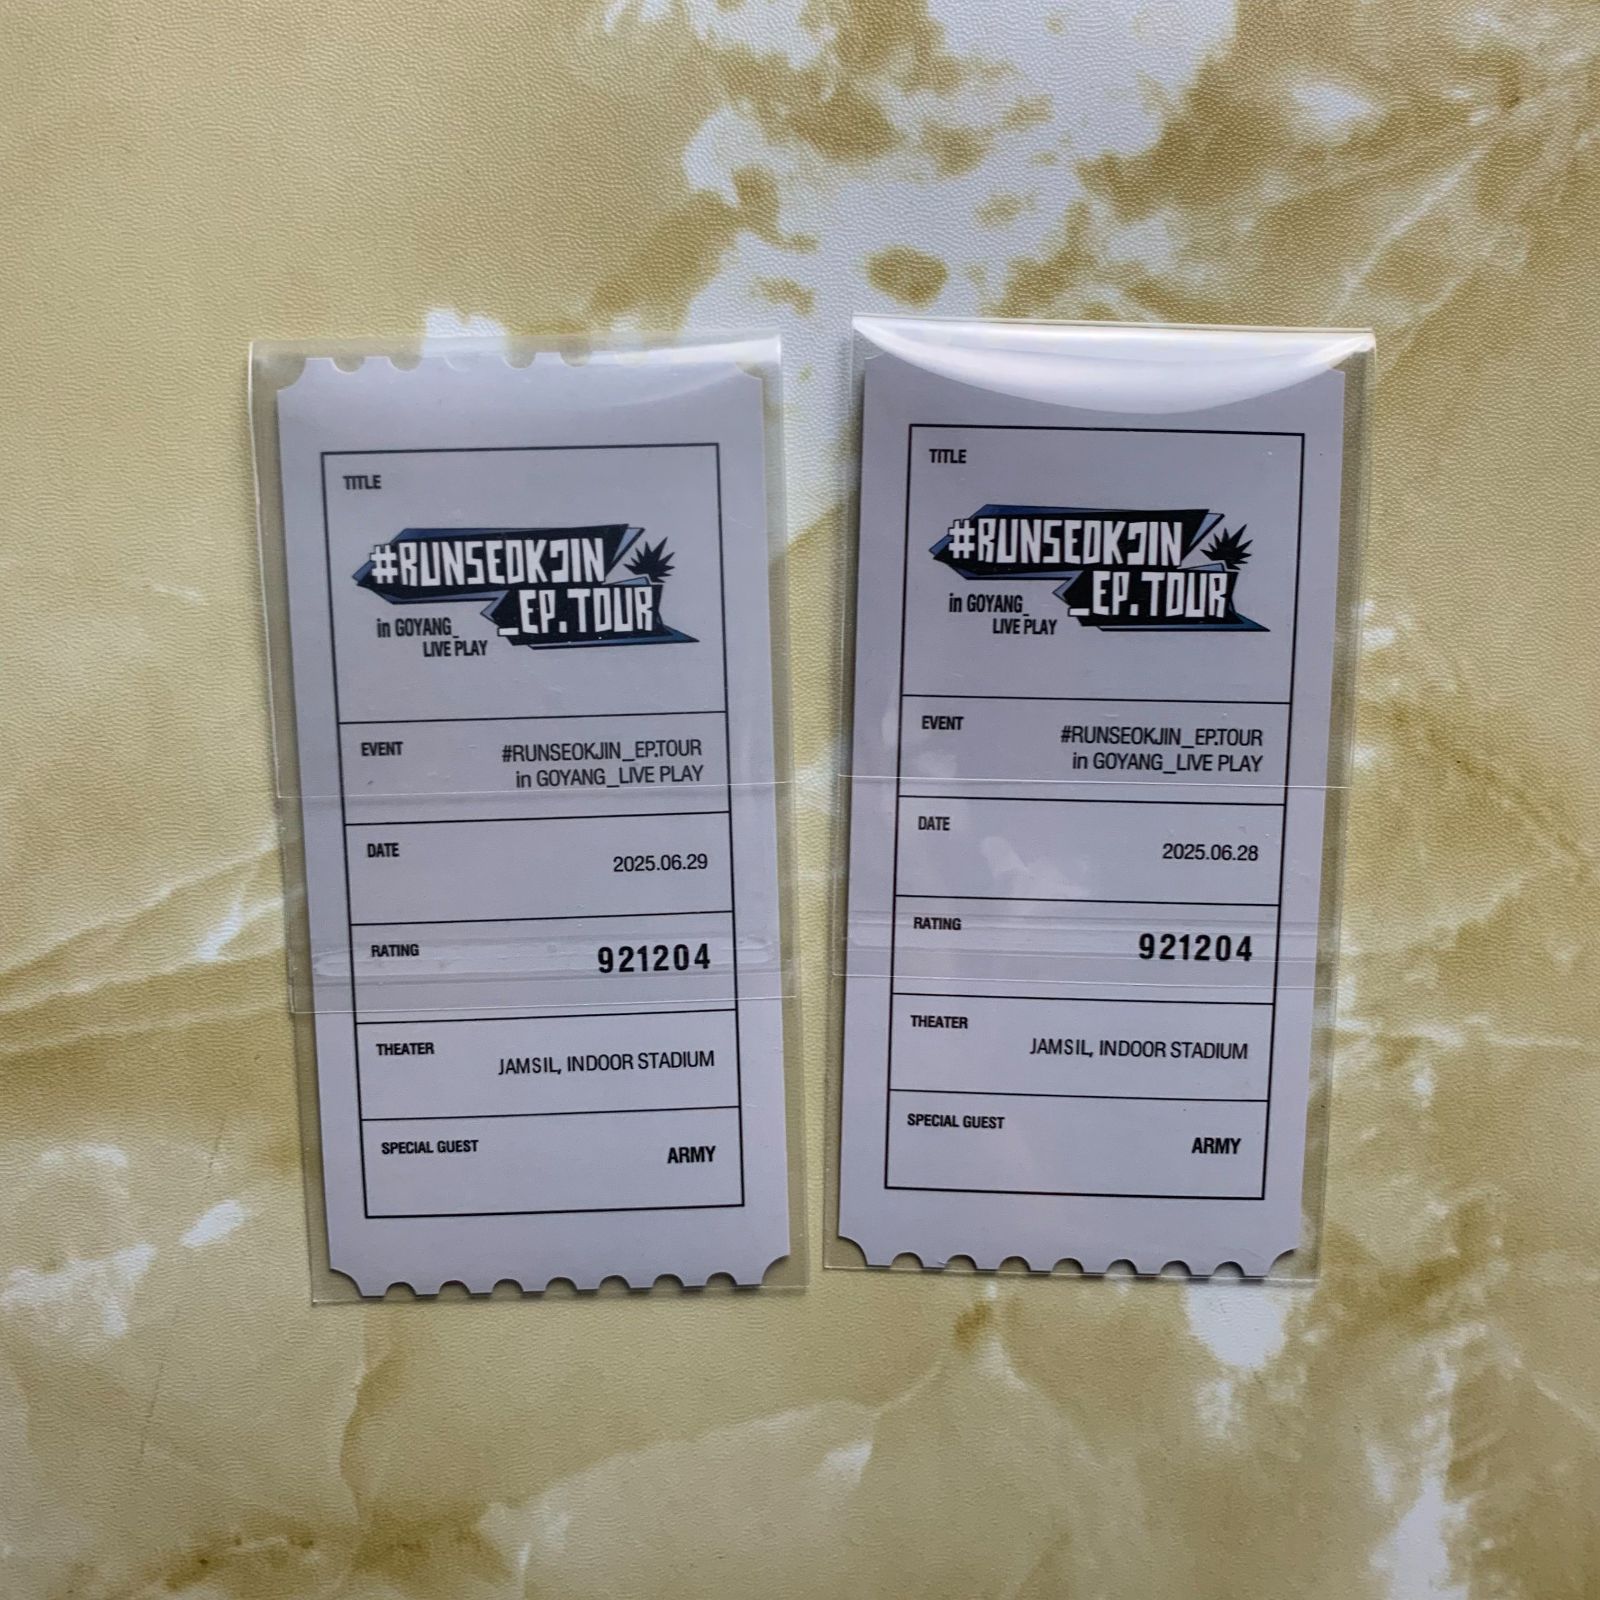 TITLE
#RUNSEOKJIN
_EP.TOUR
in GOYANG_
LIVE PLAY
EVENT
#RUNSEOKJIN_EP.TOUR
in GOYANG_LIVE PLAY
DATE
2025.06.29
RATING
921204
THEATER
JAMSIL, INDOOR STADIUM
SPECIAL GUEST
ARMY
TITLE
#RUNSEOKJIN
_EP.TOUR
in GOYANG_
LIVE PLAY
EVENT
#RUNSEOKJIN_EP.TOUR
in GOYANG_LIVE PLAY
DATE
2025.06.28
RATING
921204
THEATER
JAMSIL, INDOOR STADIUM
SPECIAL GUEST
ARMY